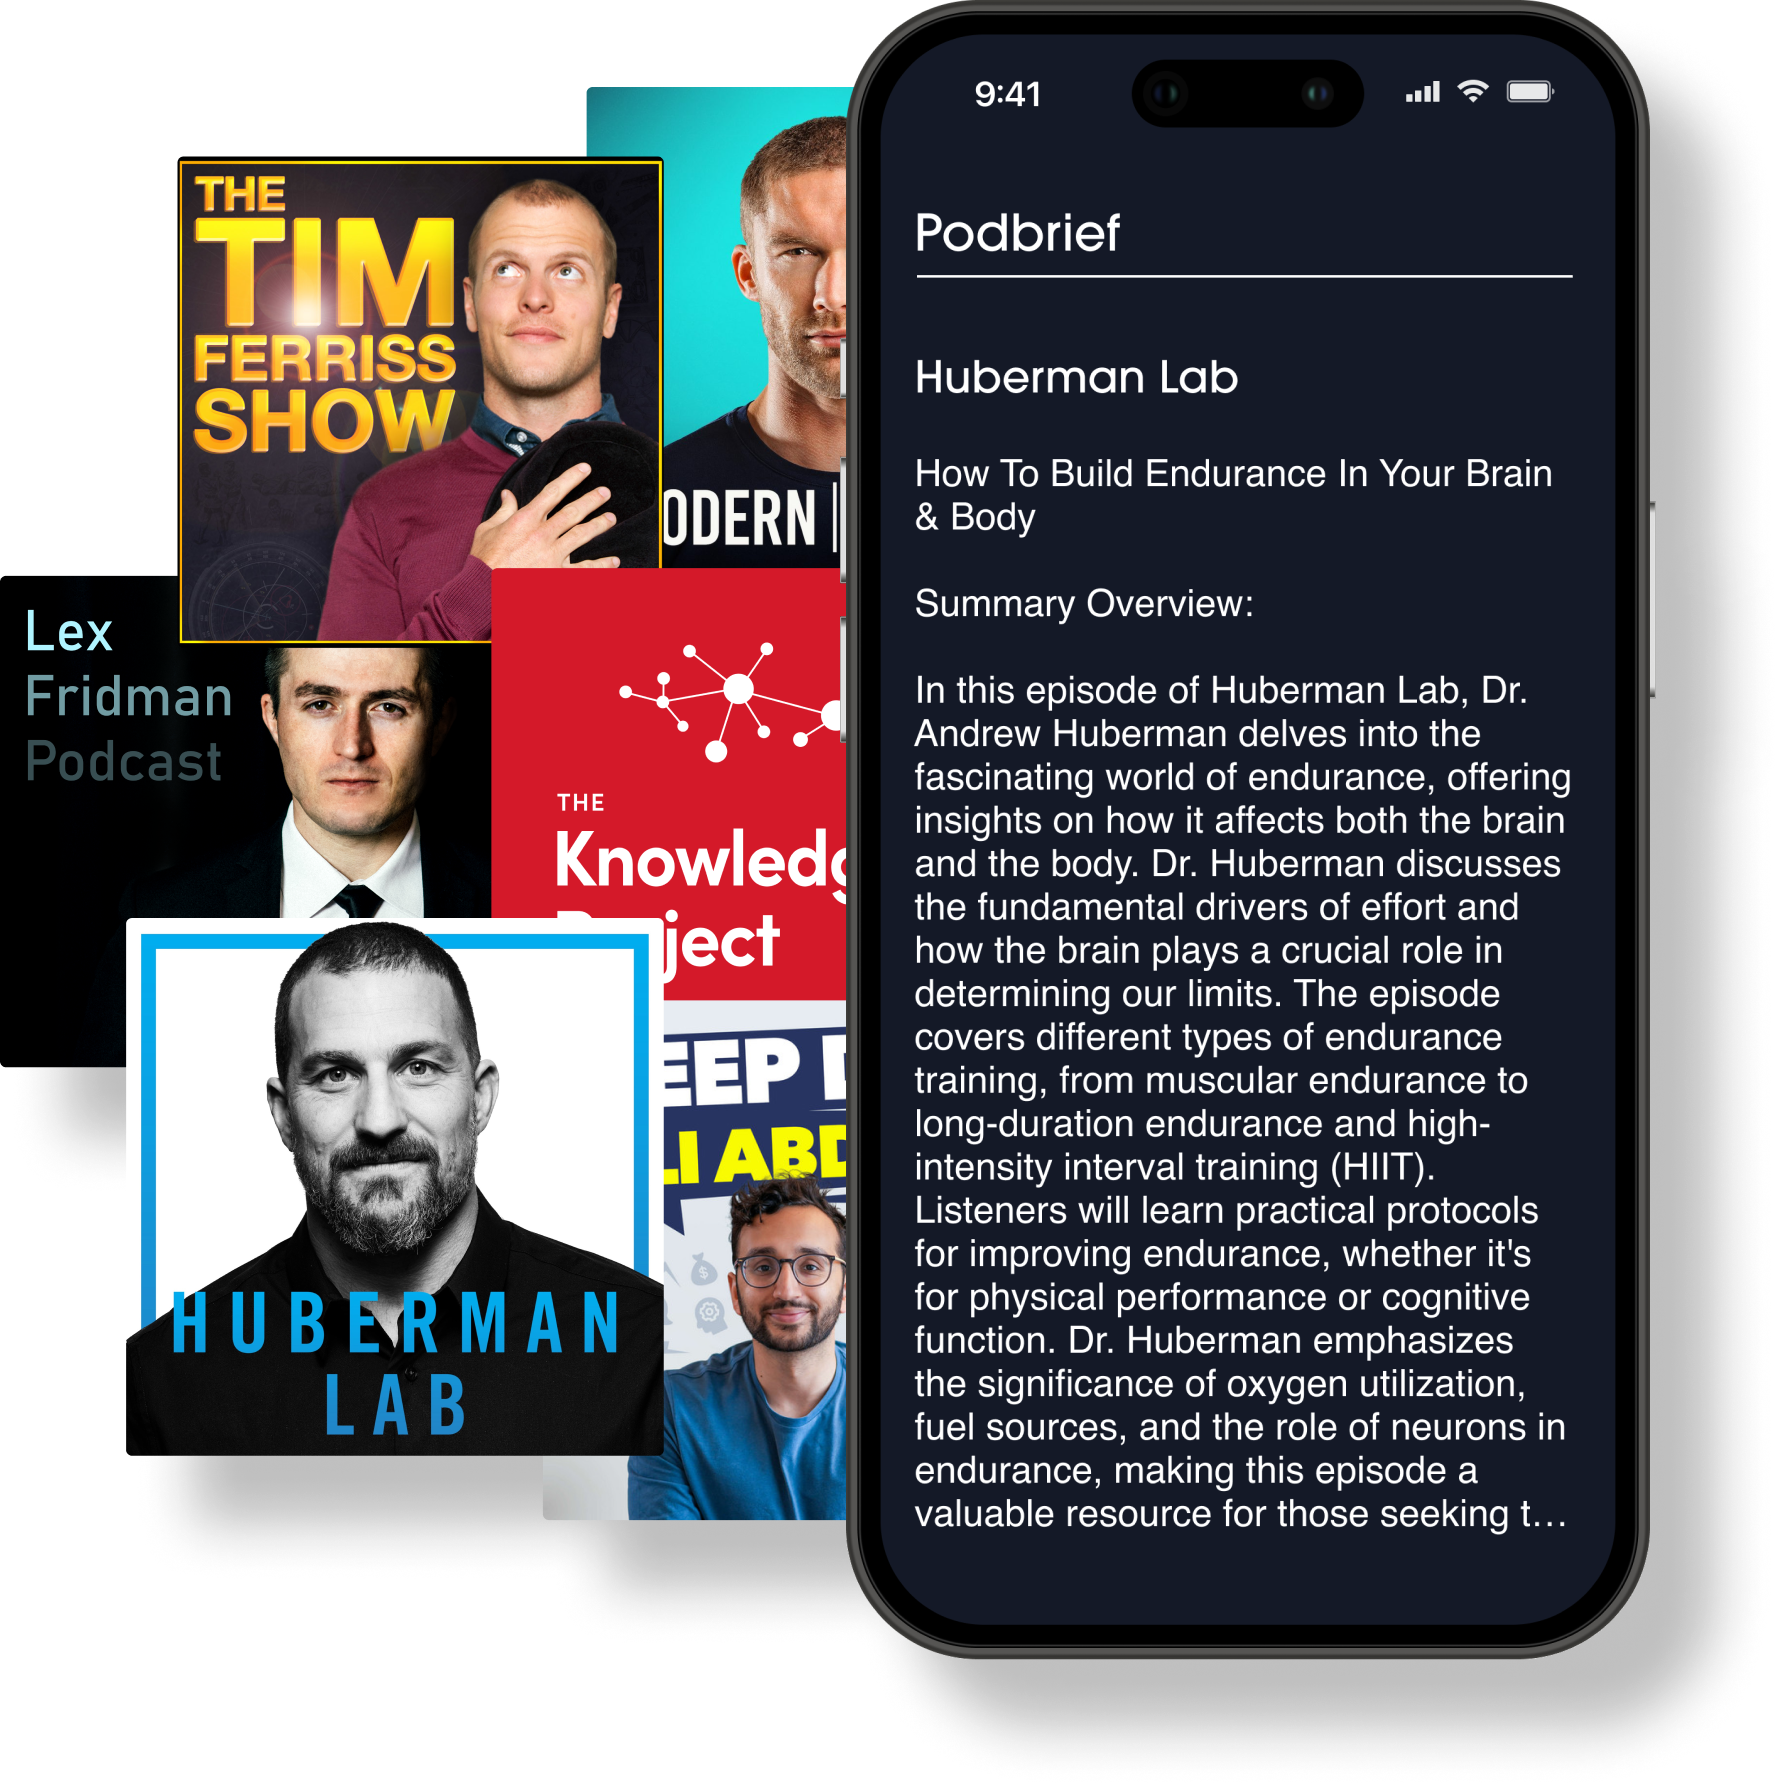 THE
TIM
FERRISS
SHOW
ODERN
Lex
Fridman
Podcast
THE
Knowledg
ject
EEP
LI ABD
HUBERMAN
LAB
9:41
Podbrief
Huberman Lab
How To Build Endurance In Your Brain
& Body
Summary Overview:
In this episode of Huberman Lab, Dr.
Andrew Huberman delves into the
fascinating world of endurance, offering
insights on how it affects both the brain
and the body. Dr. Huberman discusses
the fundamental drivers of effort and
how the brain plays a crucial role in
determining our limits. The episode
covers different types of endurance
training, from muscular endurance to
long-duration endurance and high-
intensity interval training (HIIT).
Listeners will learn practical protocols
for improving endurance, whether it's
for physical performance or cognitive
function. Dr. Huberman emphasizes
the significance of oxygen utilization,
fuel sources, and the role of neurons in
endurance, making this episode a
valuable resource for those seeking t…